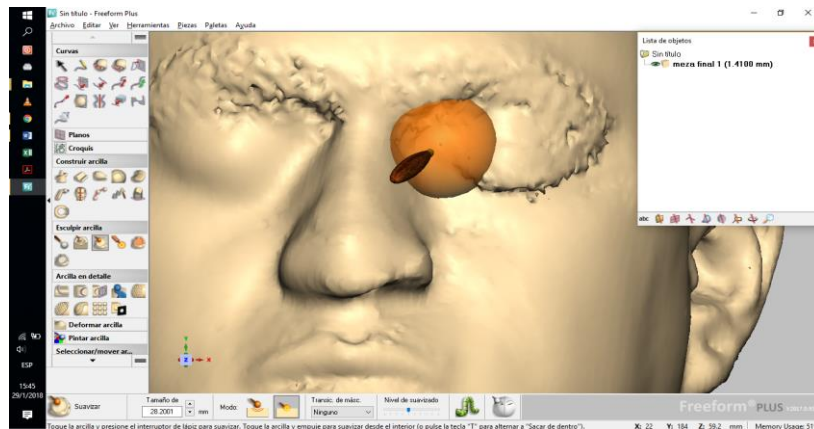 Sin título - Freeform Plus
Archivo Editar Ver Herramientas Piezas Paletas Ayuda
Curvas
Planos
Croquis
Construir arcilla
Esculpir arcilla
Arcilla en detalle
Deformar arcilla
Pintar arcilla
Seleccionar/mover ar...
Lista de objetos
Sin título
meza final 1 (1.4100 mm)
abc
ESP
15:45
29/1/2018
Suavizar
Tamaño de
28.2001 mm
Modo:
Transic. de másc.
Ninguno
Nivel de suavizado
Freeform PLUS
Toque la arcilla y presione el interruptor de lápiz para suavizar. Toque la arcilla y empuje para suavizar desde el interior (o pulse la tecla "T" para alternar a "Sacar de dentro").
X: 22 Y: 184 Z: 59.2 mm Memory Usage: 51